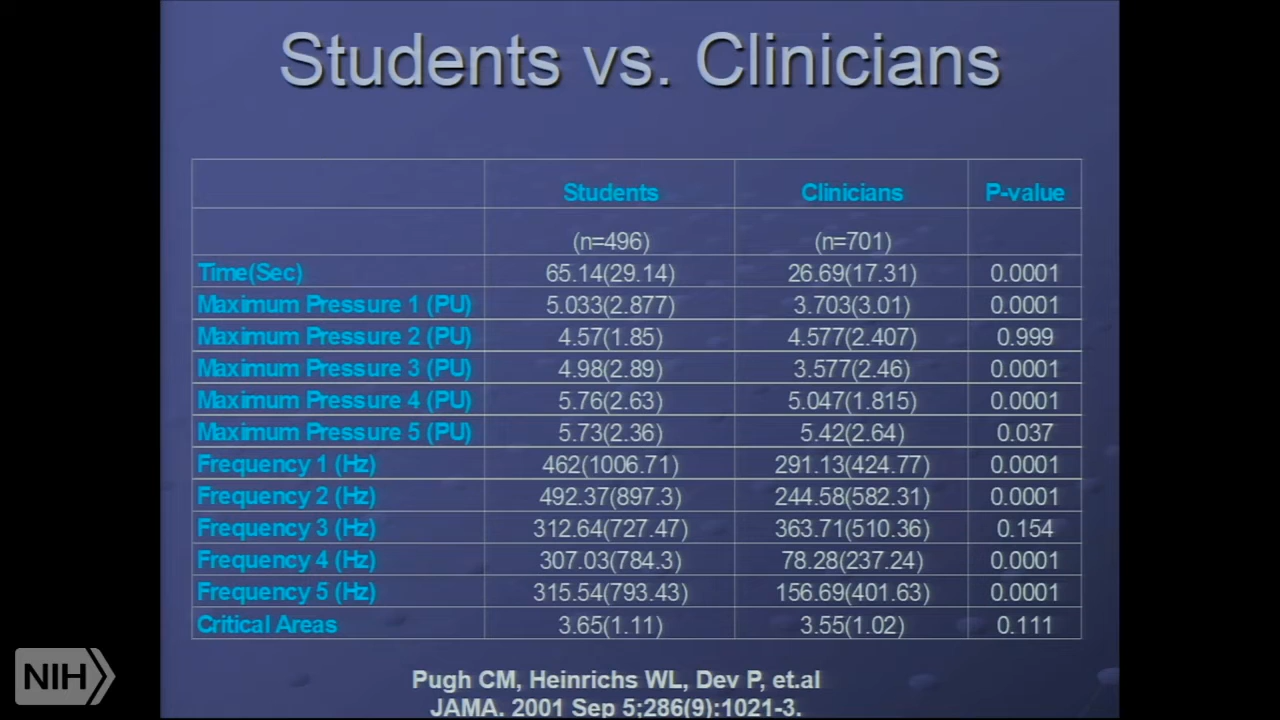 Students vs. Clinicians
Students Clinicians P-value
(n=496) (n=701)
Time(Sec) 65.14(29.14) 26.69(17.31) 0.0001
Maximum Pressure 1 (PU) 5.033(2.877) 3.703(3.01) 0.0001
Maximum Pressure 2 (PU) 4.57(1.85) 4.577(2.407) 0.999
Maximum Pressure 3 (PU) 4.98(2.89) 3.577(2.46) 0.0001
Maximum Pressure 4 (PU) 5.76(2.63) 5.047(1.815) 0.0001
Maximum Pressure 5 (PU) 5.73(2.36) 5.42(2.64) 0.037
Frequency 1 (Hz) 462(1006.71) 291.13(424.77) 0.0001
Frequency 2 (Hz) 492.37(897.3) 244.58(582.31) 0.0001
Frequency 3 (Hz) 312.64(727.47) 363.71(510.36) 0.154
Frequency 4 (Hz) 307.03(784.3) 78.28(237.24) 0.0001
Frequency 5 (Hz) 315.54(793.43) 156.69(401.63) 0.0001
Critical Areas 3.65(1.11) 3.55(1.02) 0.111
Pugh CM, Heinrichs WL, Dev P, et.al
JAMA. 2001 Sep 5;286(9):1021-3.
NIH